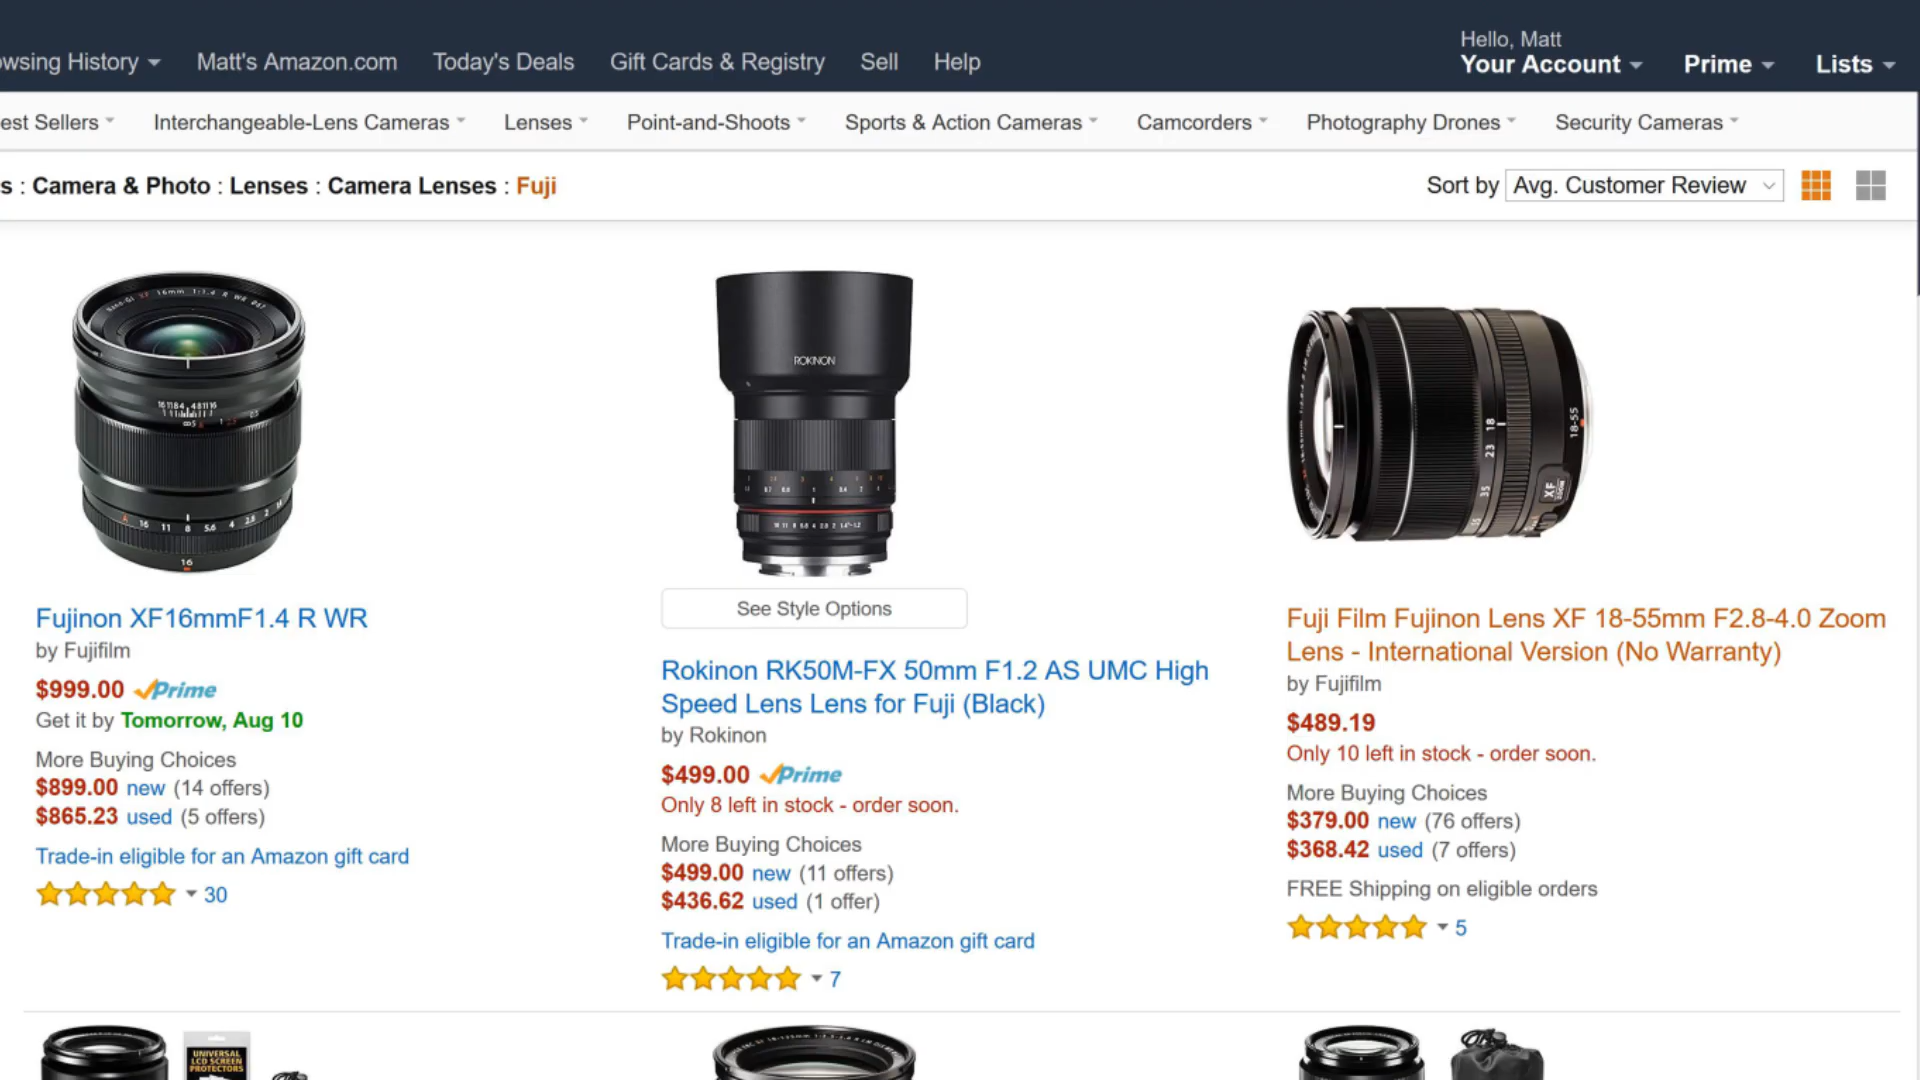 owsing History
Matt's Amazon.com
Today's Deals
Gift Cards & Registry
Sell
Help
Hello, Matt
Your Account
Prime
Lists
est Sellers
Interchangeable-Lens Cameras
Lenses
Point-and-Shoots
Sports & Action Cameras
Camcorders
Photography Drones
Security Cameras
s : Camera & Photo : Lenses : Camera Lenses : Fuji
Sort by Avg. Customer Review
Fujinon XF16mmF1.4 R WR
by Fujifilm
$999.00 Prime
Get it by Tomorrow, Aug 10
More Buying Choices
$899.00 new (14 offers)
$865.23 used (5 offers)
Trade-in eligible for an Amazon gift card
30
ROKINON
See Style Options
Rokinon RK50M-FX 50mm F1.2 AS UMC High
Speed Lens Lens for Fuji (Black)
by Rokinon
$499.00 Prime
Only 8 left in stock - order soon.
More Buying Choices
$499.00 new (11 offers)
$436.62 used (1 offer)
Trade-in eligible for an Amazon gift card
7
18-55
18
23
35
XF
ZOOM
Fuji Film Fujinon Lens XF 18-55mm F2.8-4.0 Zoom
Lens - International Version (No Warranty)
by Fujifilm
$489.19
Only 10 left in stock - order soon.
More Buying Choices
$379.00 new (76 offers)
$368.42 used (7 offers)
FREE Shipping on eligible orders
5
UNIVERSAL
LCD SCREEN
PROTECTORS